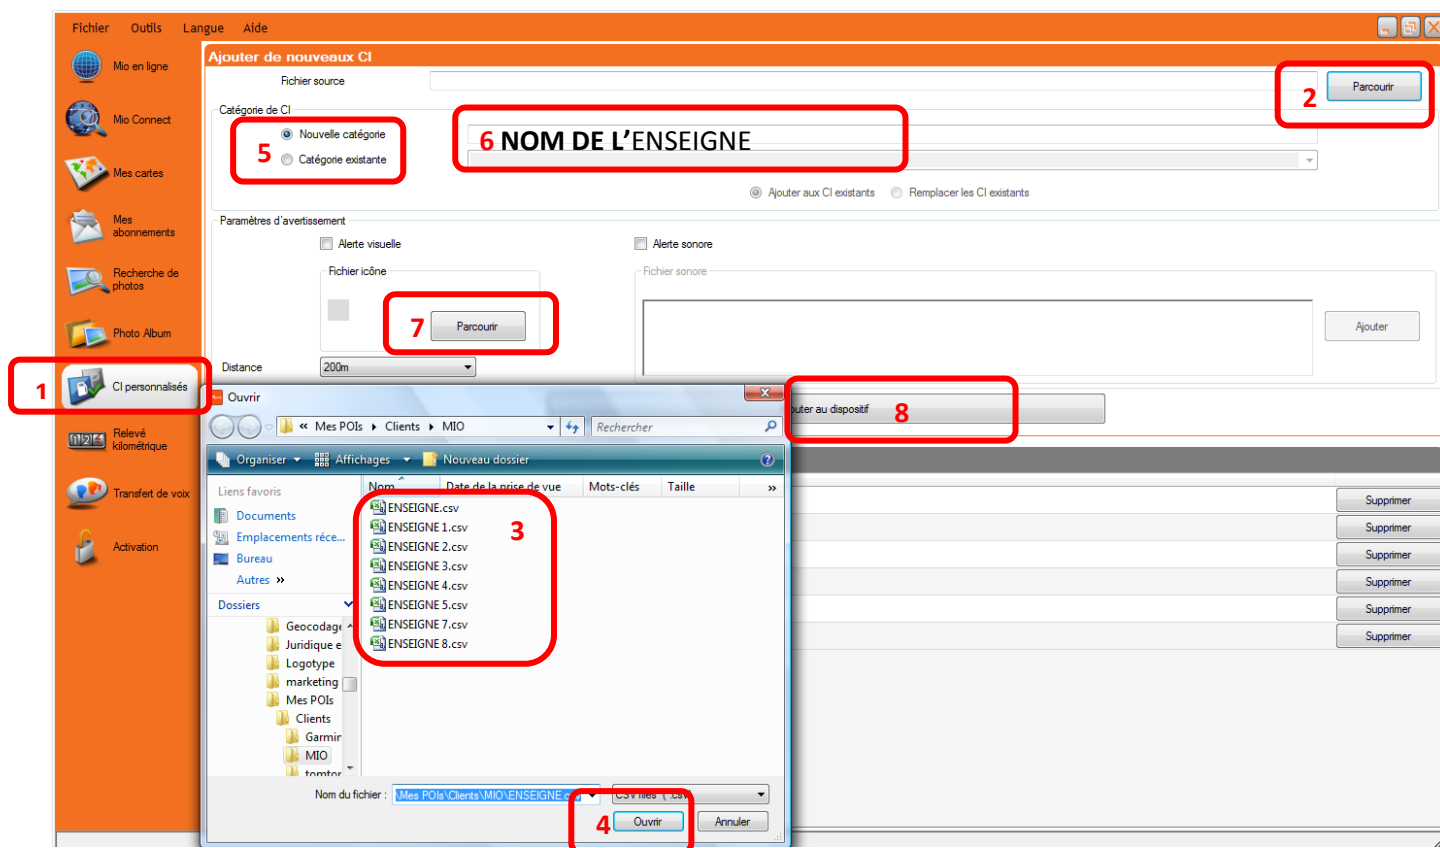 Fichier Outils Langue Aide
Ajouter de nouveaux CI
Mio en ligne
Mio Connect
Mes cartes
Mes
abonnements
Recherche de
photos
Photo Album
1
CI personnalisés
Relevé
kilométrique
Transfert de voix
Activation
Fichier source
2
Parcourir
Catégorie de CI
5
Nouvelle catégorie
Catégorie existante
6 NOM DE L'ENSEIGNE
Ajouter aux CI existants
Remplacer les CI existants
Paramètres d'avertissement
Alerte visuelle
Alerte sonore
Fichier icône
Fichier sonore
7
Parcourir
Ajouter
Distance
200m
outer au dispositif
8
Ouvrir
« Mes POIs Clients MIO
Rechercher
Organiser Affichages Nouveau dossier
Liens favoris
Documents
Emplacements réce...
Bureau
Autres »
Dossiers
Geocodage
Juridique e
Logotype
marketing
Mes POIs
Clients
Garmin
MIO
tomtom
Nom Date de la prise de vue Mots-clés Taille »
3
ENSEIGNE.csv
ENSEIGNE 1.csv
ENSEIGNE 2.csv
ENSEIGNE 3.csv
ENSEIGNE 4.csv
ENSEIGNE 5.csv
ENSEIGNE 7.csv
ENSEIGNE 8.csv
Nom du fichier : \Mes POIs\Clients\MIO\ENSEIGNE.c
CSV files (*.csv)
4
Ouvrir
Annuler
Supprimer
Supprimer
Supprimer
Supprimer
Supprimer
Supprimer